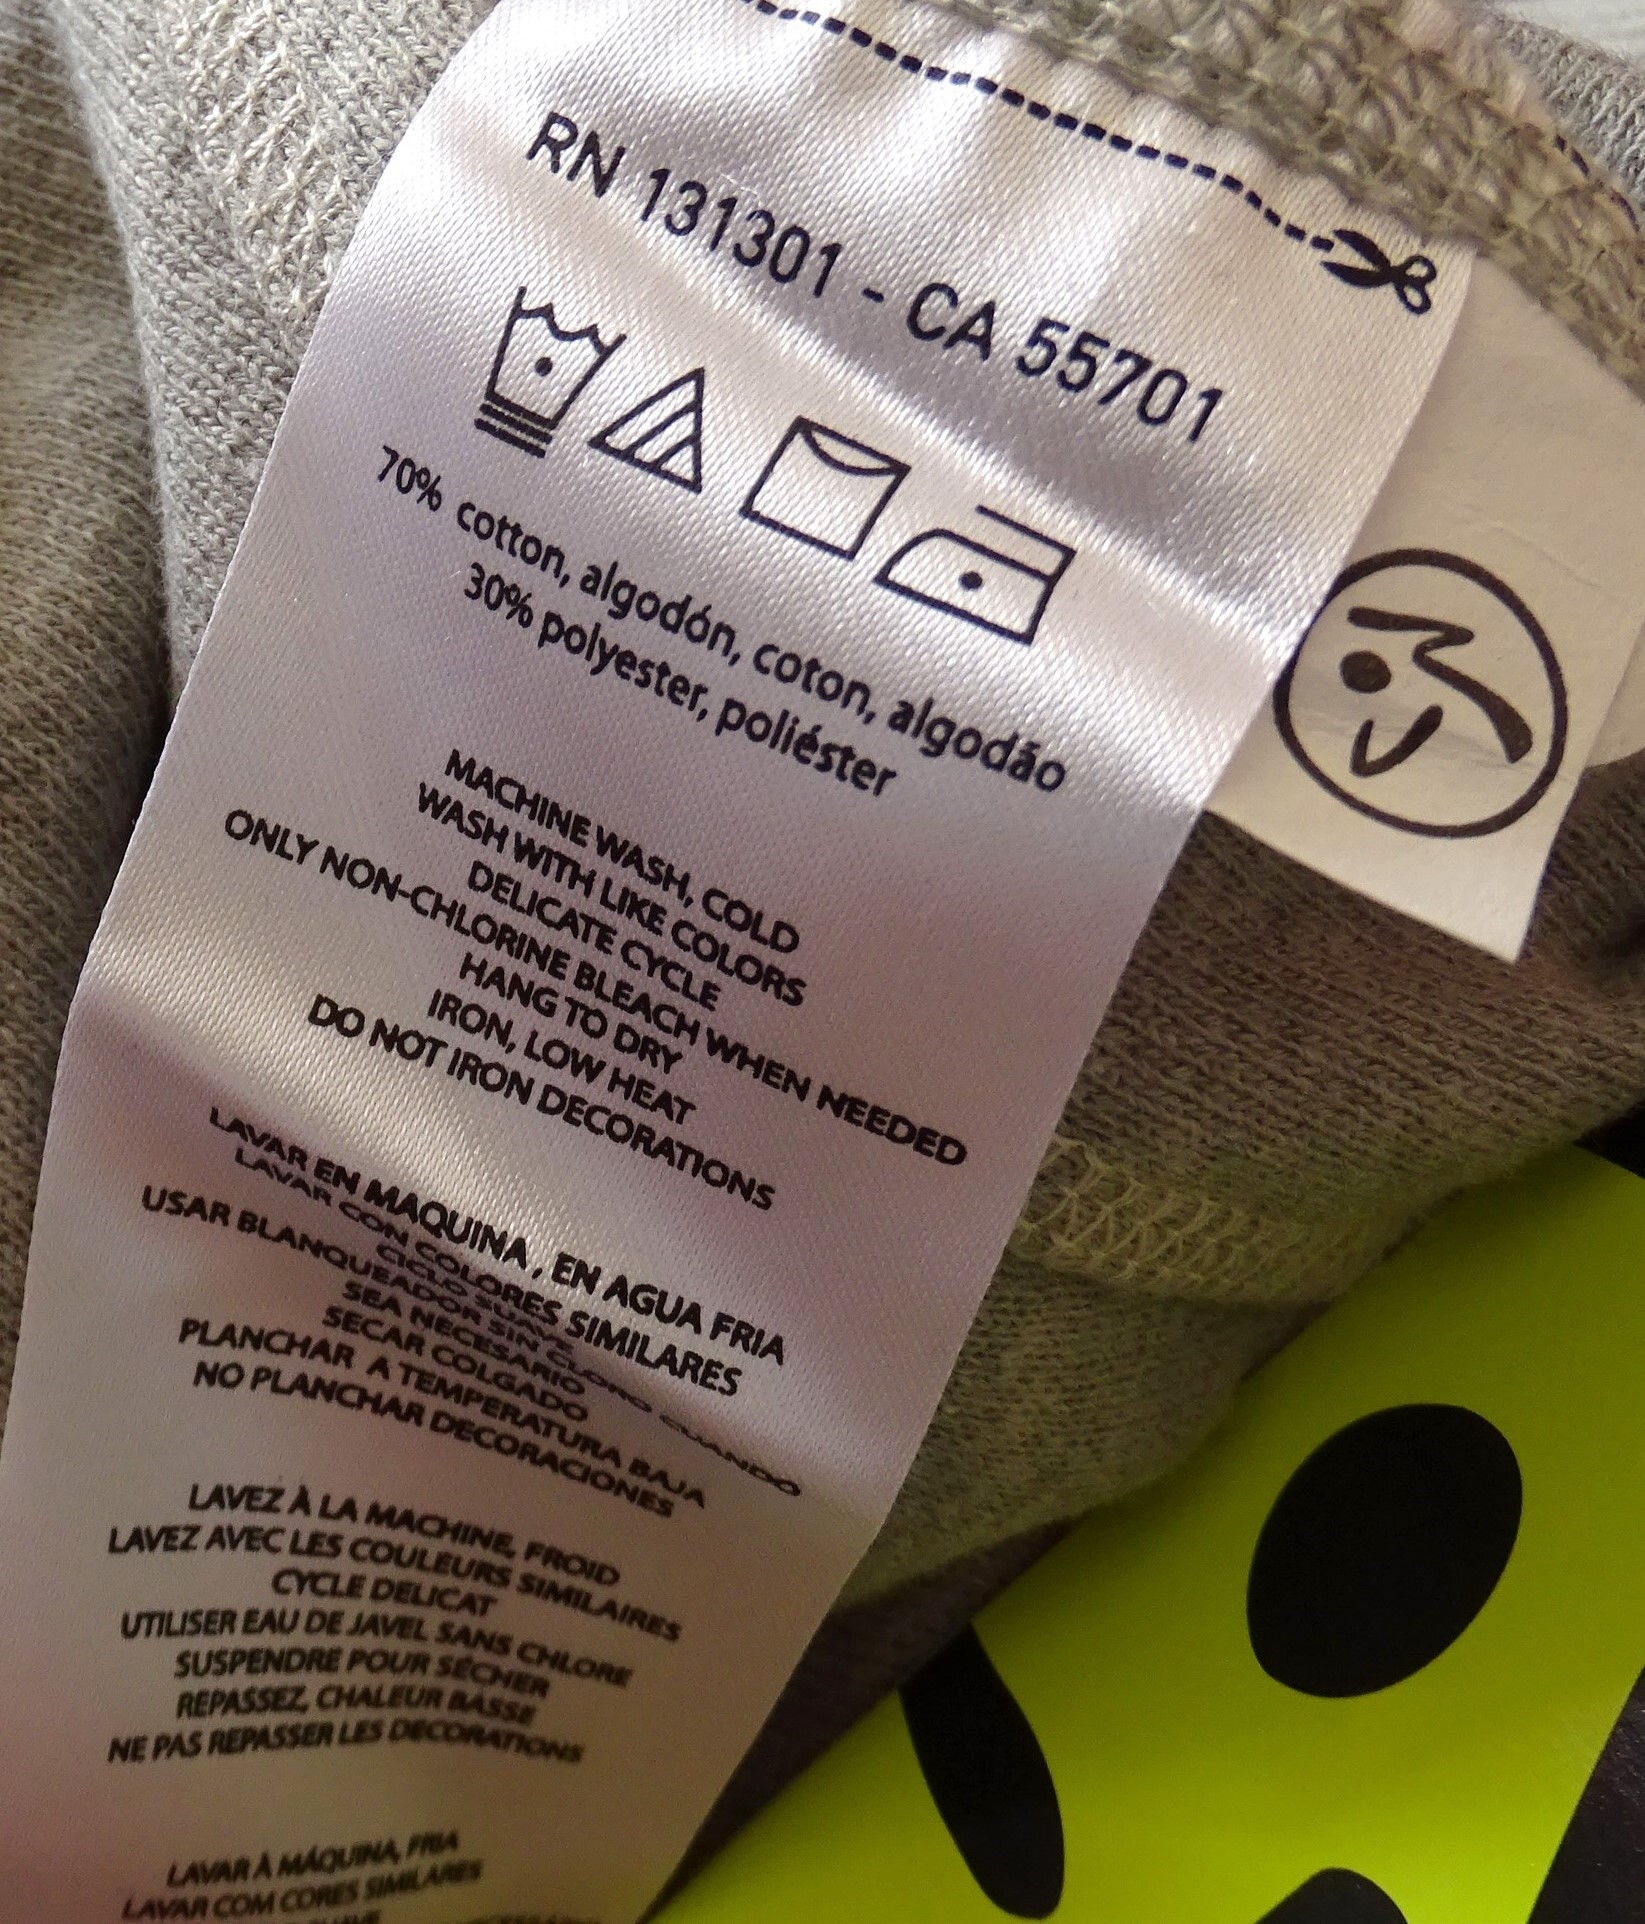 RN 131301 - CA 55701
70% cotton, algodón, coton, algodão
30% polyester, poliéster
MACHINE WASH, COLD
WASH WITH LIKE COLORS
DELICATE CYCLE
ONLY NON-CHLORINE BLEACH WHEN NEEDED
HANG TO DRY
IRON, LOW HEAT
DO NOT IRON DECORATIONS
LAVAR EN MAQUINA , EN AGUA FRIA
LAVAR CON COLORES SIMILARES
CICLO SUAVE
USAR BLANQUEADOR SIN CLORO CUANDO
SEA NECESARIO
SECAR COLGADO
PLANCHAR A TEMPERATURA BAJA
NO PLANCHAR DECORACIONES
LAVEZ À LA MACHINE, FROID
LAVEZ AVEC LES COULEURS SIMILAIRES
CYCLE DELICAT
UTILISER EAU DE JAVEL SANS CHLORE
SUSPENDRE POUR SÉCHER
REPASSEZ, CHALEUR BASSE
NE PAS REPASSER LES DECORATIONS
LAVAR À MÁQUINA, FRIA
LAVAR COM CORES SIMILARES